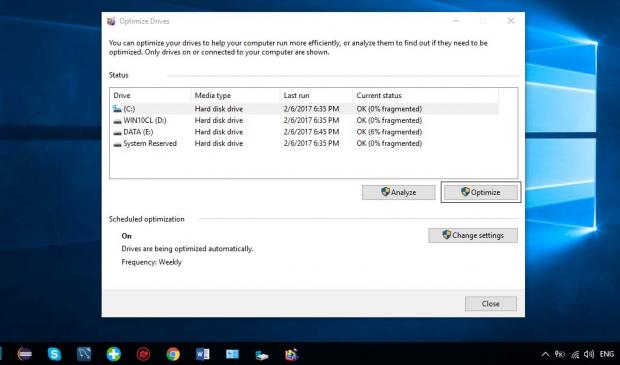 Optimize Drives
You can optimize your drives to help your computer run more efficiently, or analyze them to find out if they need to be
optimized. Only drives on or connected to your computer are shown.
Status
Drive Media type Last run Current status
(C:) Hard disk drive 2/6/2017 6:35 PM OK (0% fragmented)
WIN10CL (D:) Hard disk drive 2/6/2017 6:35 PM OK (0% fragmented)
DATA (E:) Hard disk drive 2/6/2017 6:45 PM OK (6% fragmented)
System Reserved Hard disk drive 2/6/2017 6:35 PM OK (0% fragmented)
Analyze Optimize
Scheduled optimization
On Change settings
Drives are being optimized automatically.
Frequency: Weekly
Close
ENG